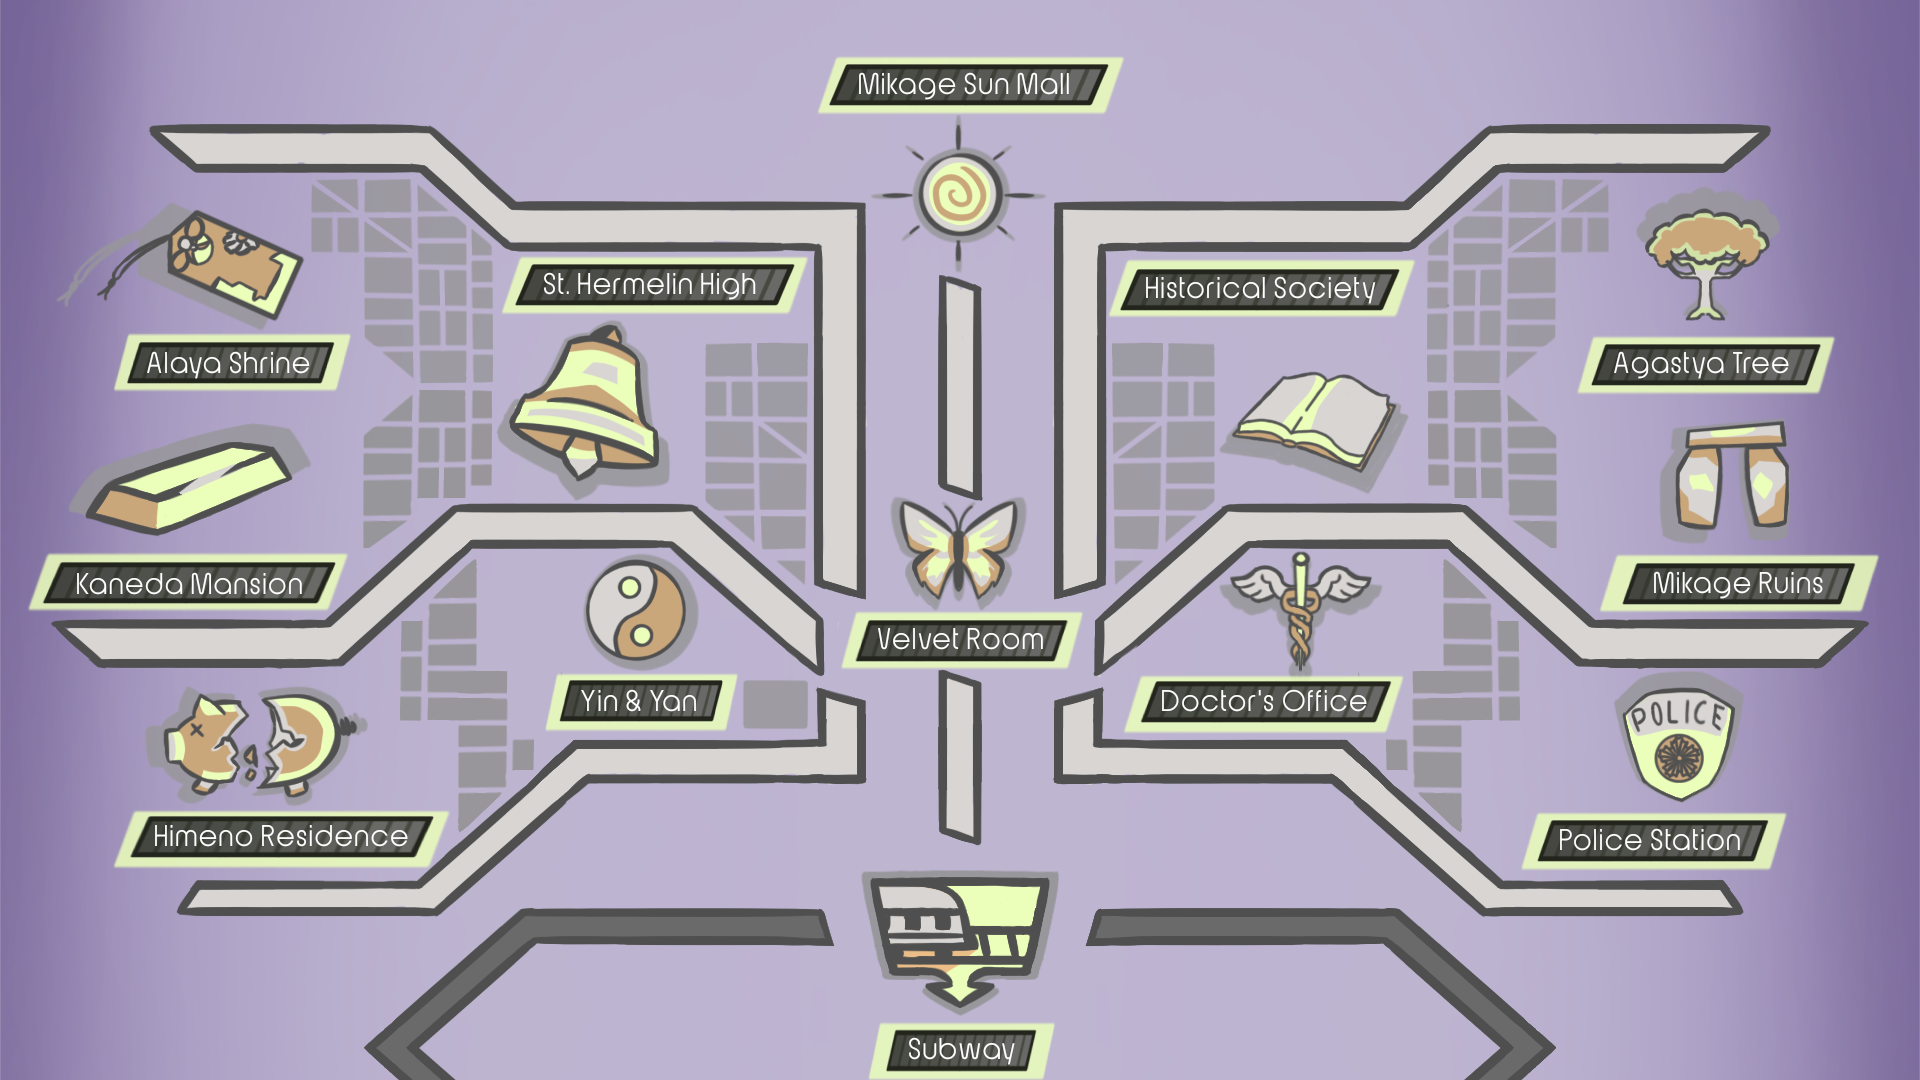 Mikage Sun Mall
St. Hermelin High
Historical Society
Alaya Shrine
Agastya Tree
Kaneda Mansion
Mikage Ruins
Velvet Room
Yin & Yan
Doctor's Office
POLICE
Himeno Residence
Police Station
Subway